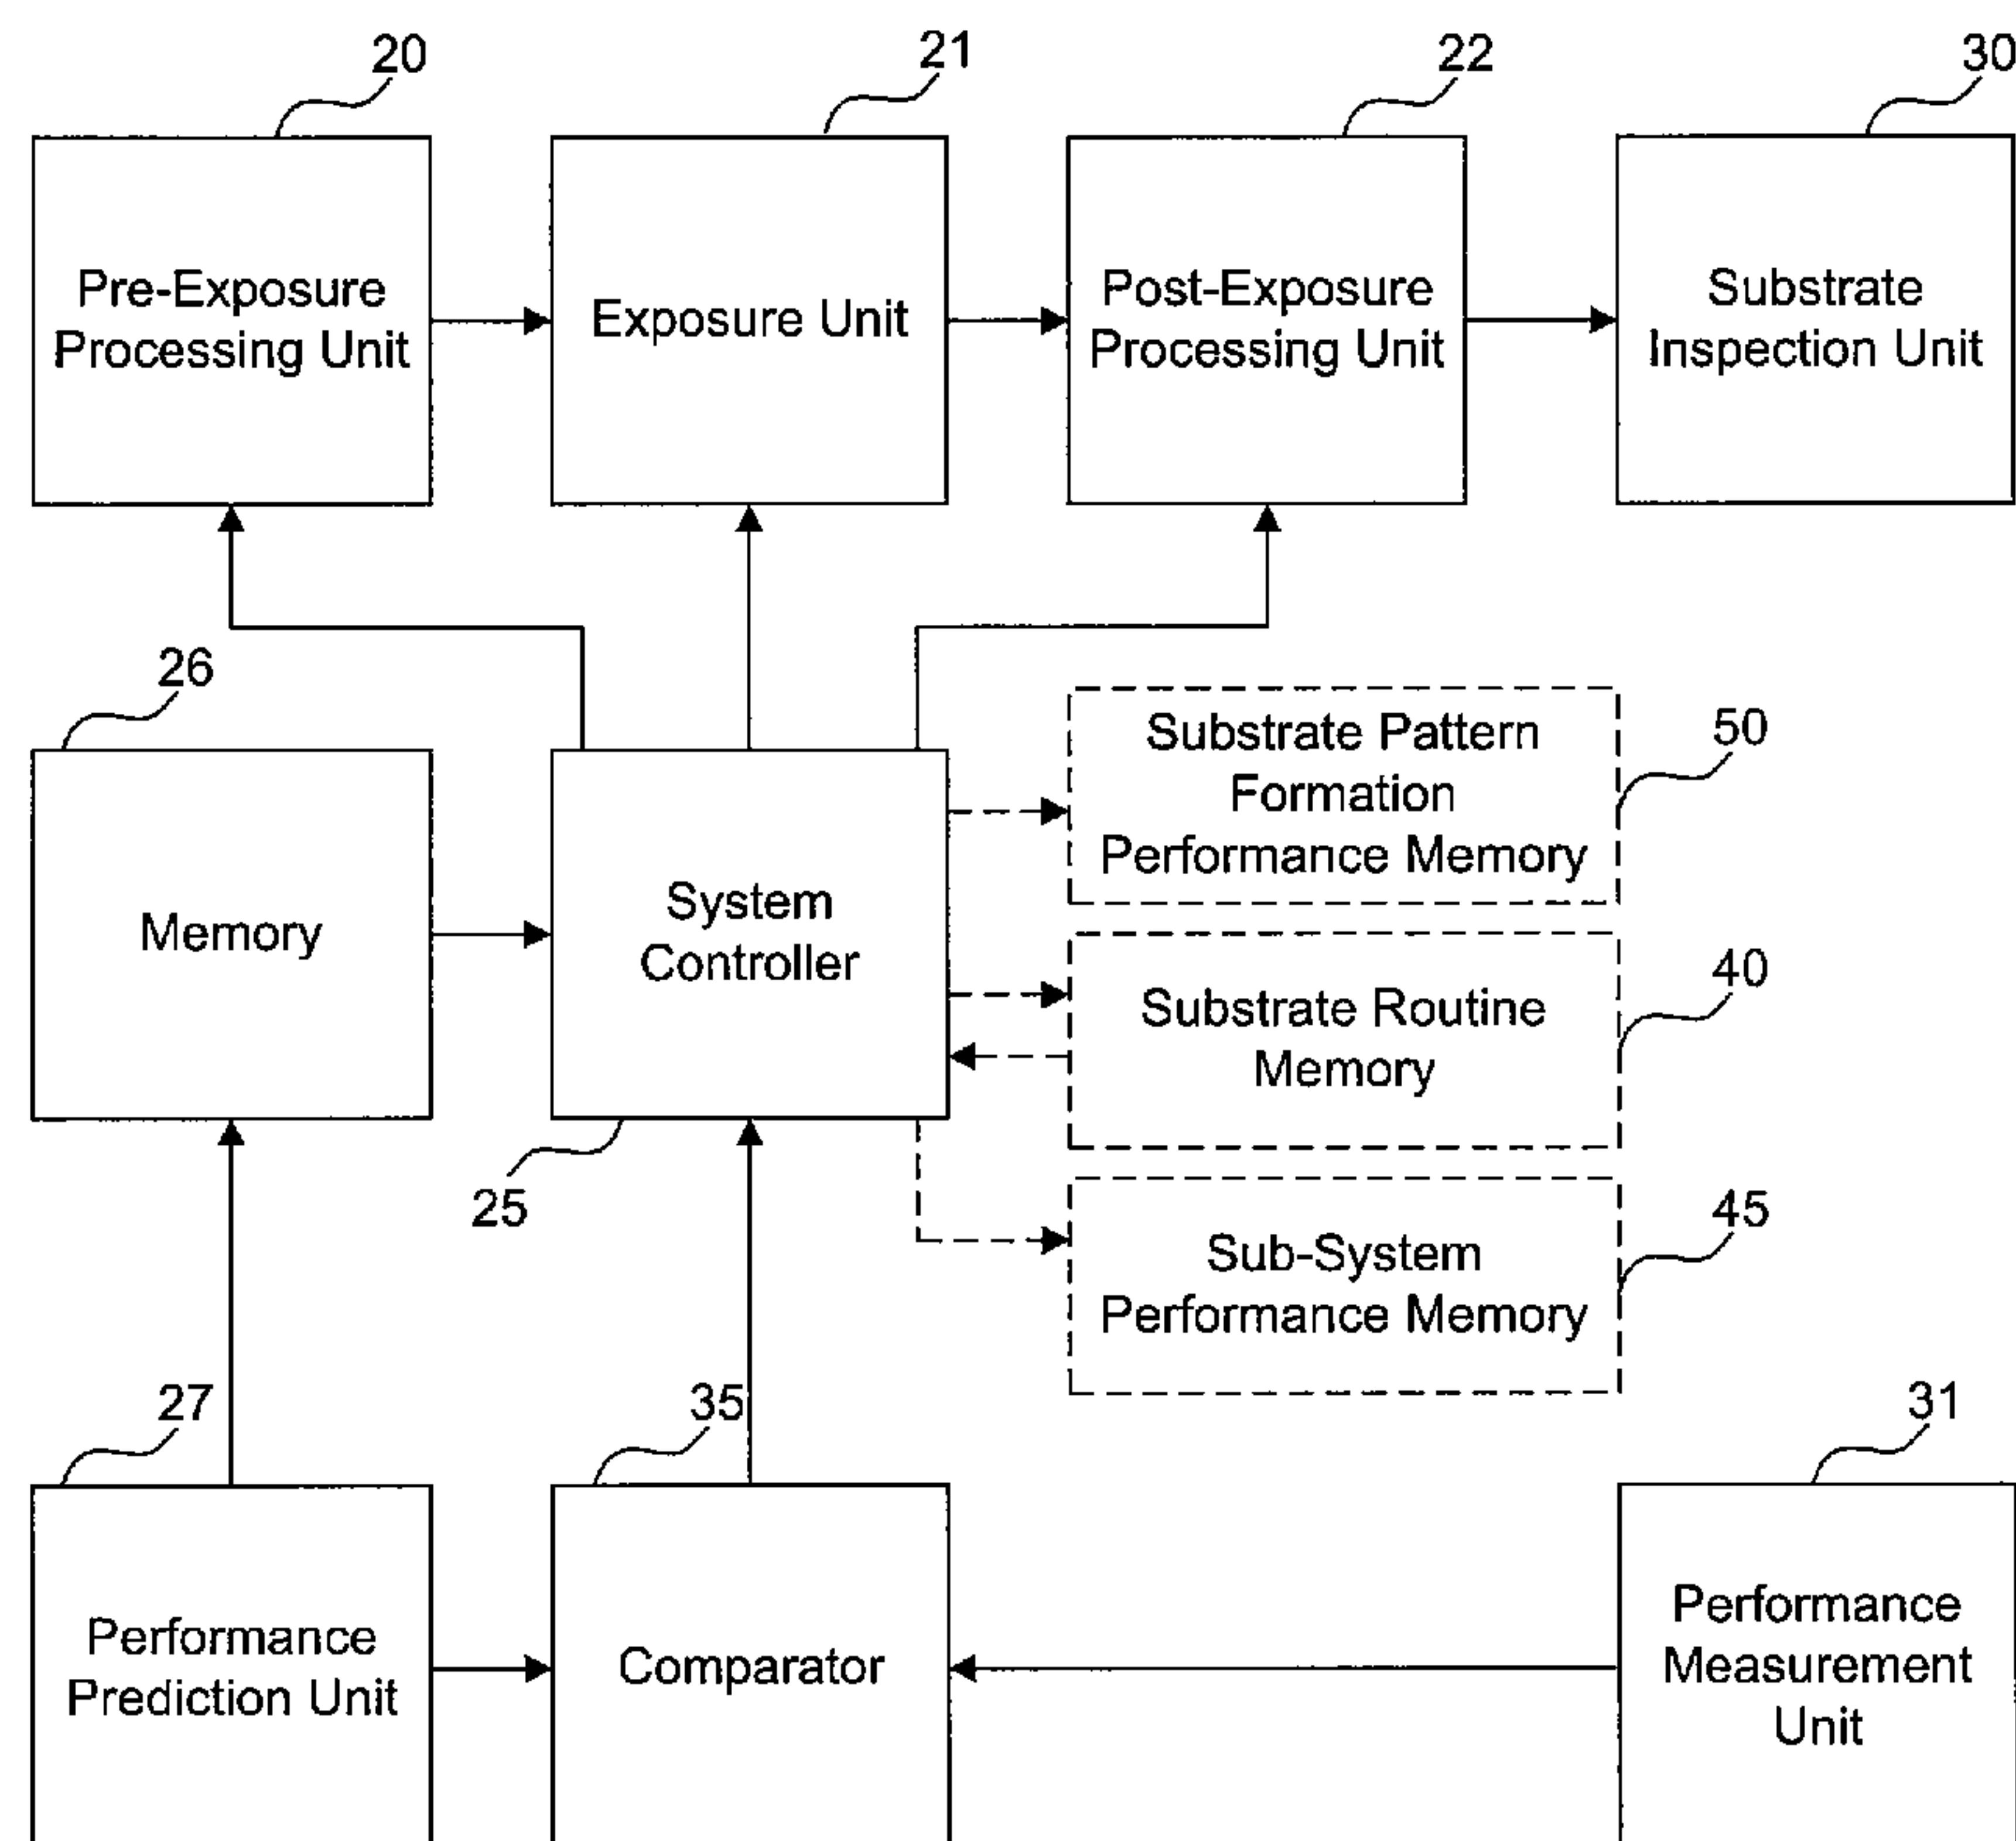 20
21
22
30
Pre-Exposure
Processing Unit
Exposure Unit
Post-Exposure
Processing Unit
Substrate
Inspection Unit
26
Memory
System
Controller
25
Substrate Pattern
Formation
Performance Memory
50
Substrate Routine
Memory
40
Sub-System
Performance Memory
45
27
35
31
Performance
Prediction Unit
Comparator
Performance
Measurement
Unit